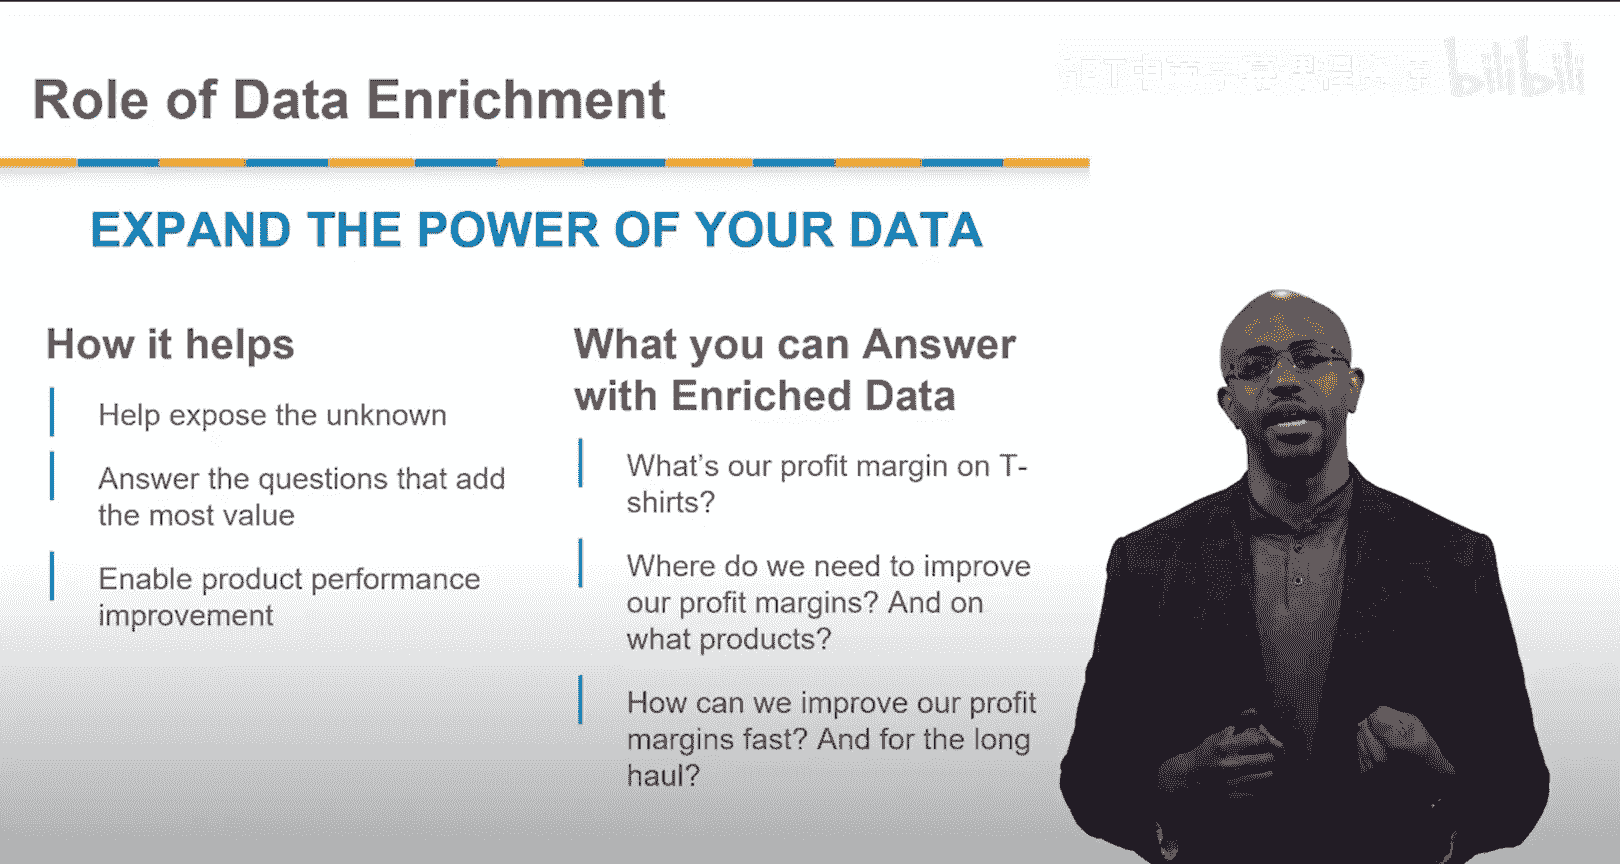 Role of Data Enrichment
EXPAND THE POWER OF YOUR DATA
How it helps
Help expose the unknown
Answer the questions that add
the most value
Enable product performance
improvement
What you can Answer
with Enriched Data
What's our profit margin on T-
shirts?
Where do we need to improve
our profit margins? And on
what products?
How can we improve our profit
margins fast? And for the long
haul?
bilibili